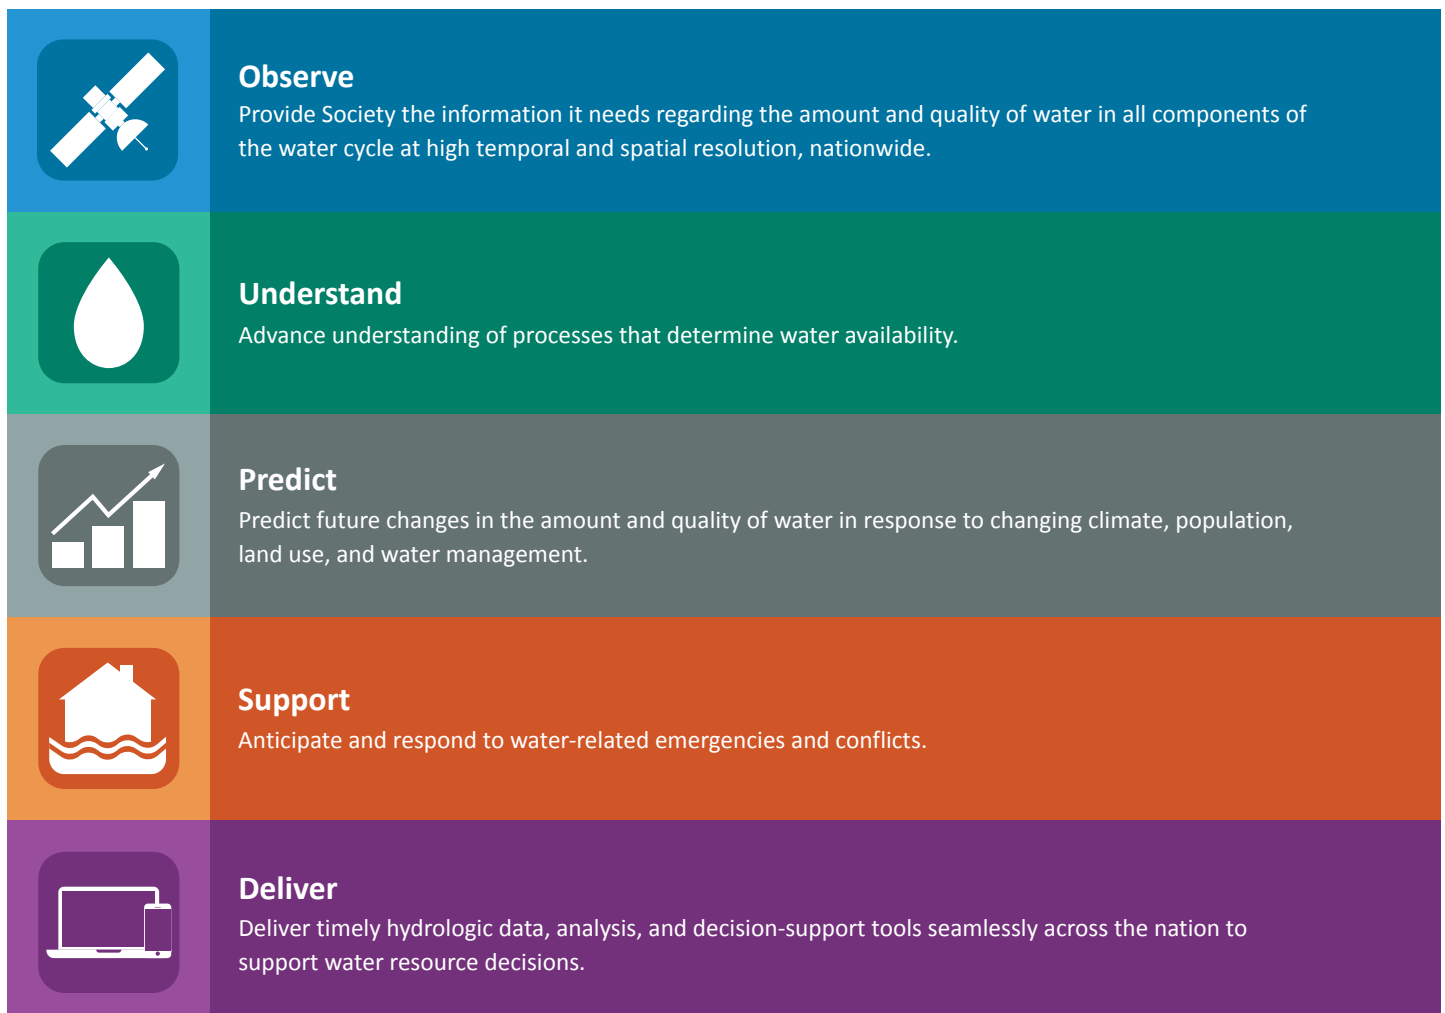 Observe
Provide Society the information it needs regarding the amount and quality of water in all components of
the water cycle at high temporal and spatial resolution, nationwide.
Understand
Advance understanding of processes that determine water availability.
Predict
Predict future changes in the amount and quality of water in response to changing climate, population,
land use, and water management.
Support
Anticipate and respond to water-related emergencies and conflicts.
Deliver
Deliver timely hydrologic data, analysis, and decision-support tools seamlessly across the nation to
support water resource decisions.